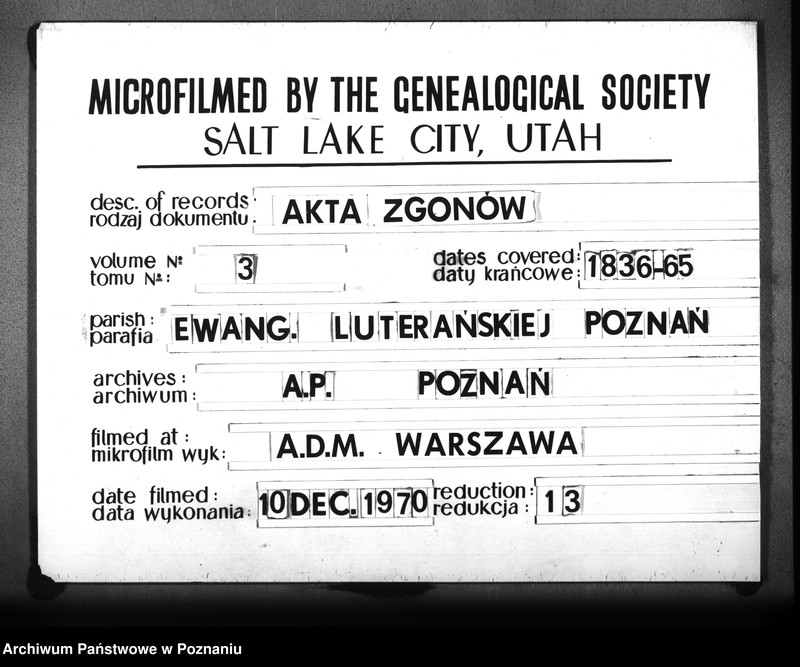 MICROFILMED BY THE GENEALOGICAL SOCIETY
SALT LAKE CITY, UTAH
desc. of records:
rodzaj dokumentu: AKTA ZGONÓW
volume №
tomu №: 3
dates covered:
daty krańcowe: 1836-65
parish:
parafia EWANG. LUTERAŃSKIEJ POZNAŃ
archives:
archiwum: A.P. POZNAŃ
filmed at:
mikrofilm wyk: A.D.M. WARSZAWA
date filmed:
data wykonania: 10 DEC. 1970
reduction:
redukcja: 13
Archiwum Państwowe w Poznaniu